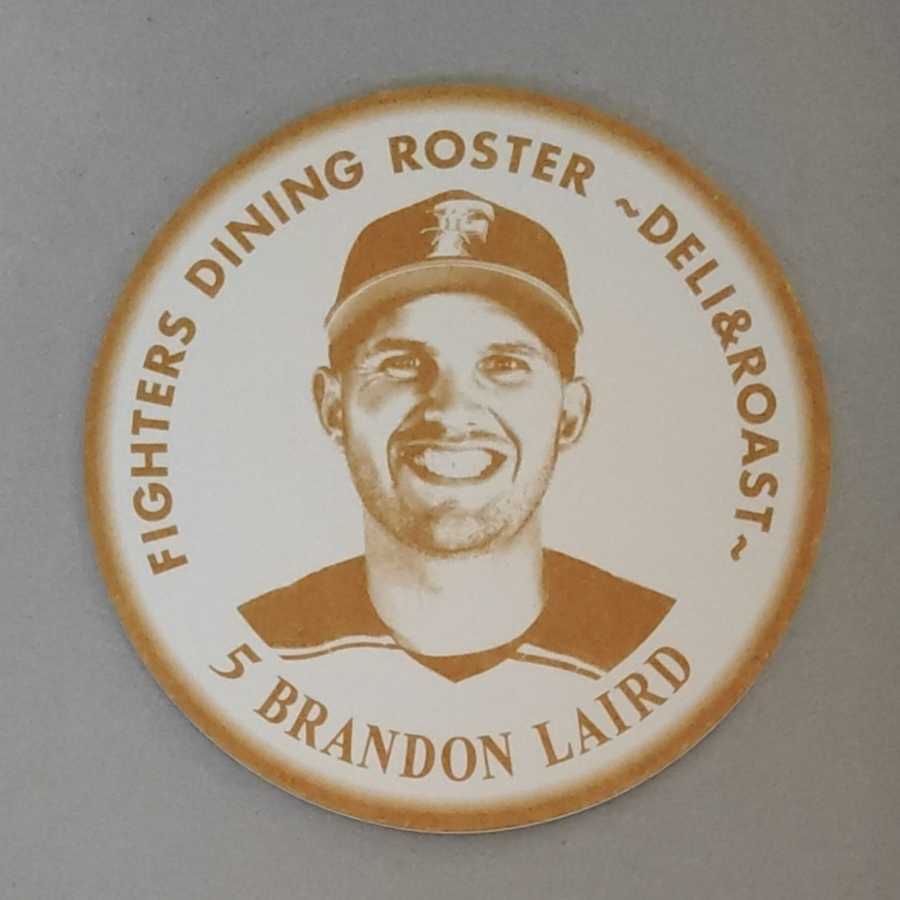 FIGHTERS DINING ROSTER ~DELI&ROAST~
5 BRANDON LAIRD